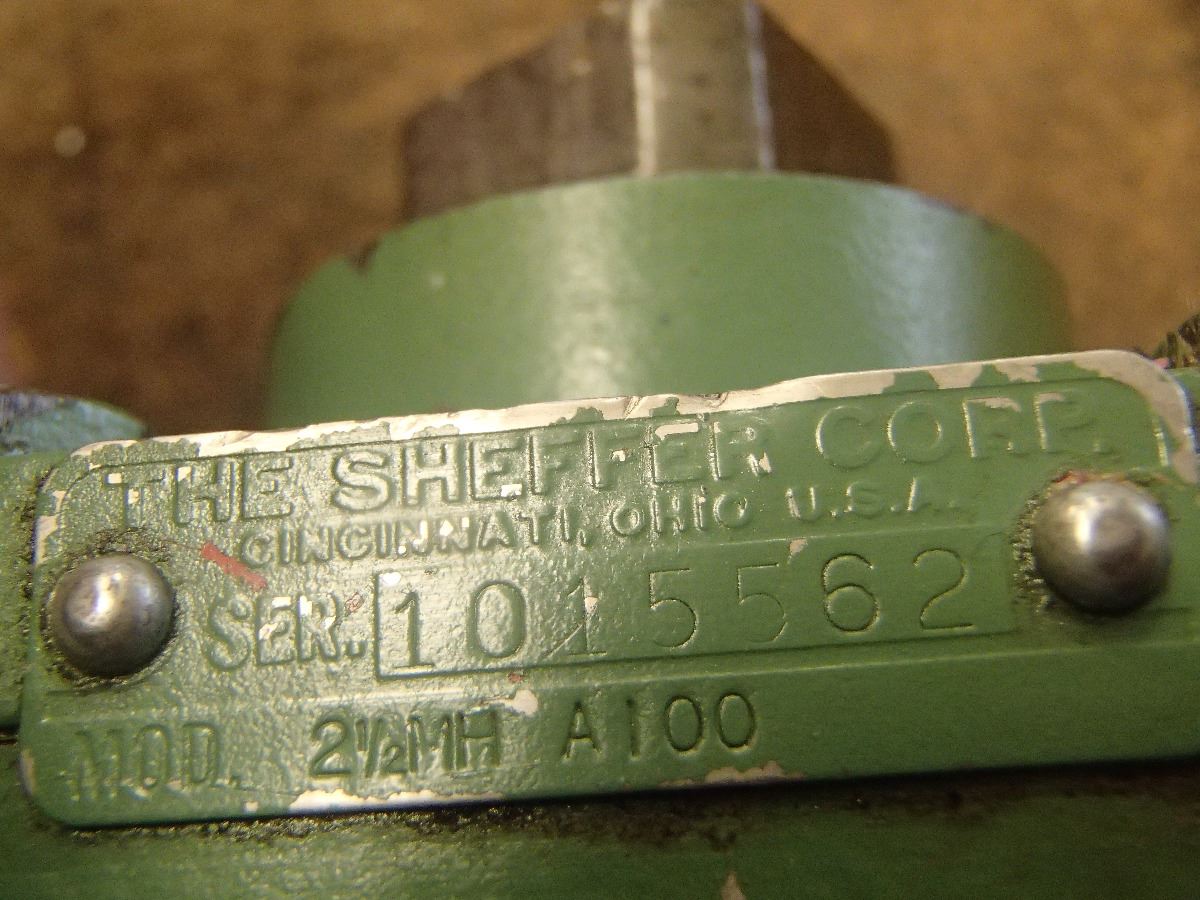 THE SHEFFER CORP.
CINCINNATI, OHIO U.S.A.
SER. 1015562
MOD. 2½MH A100